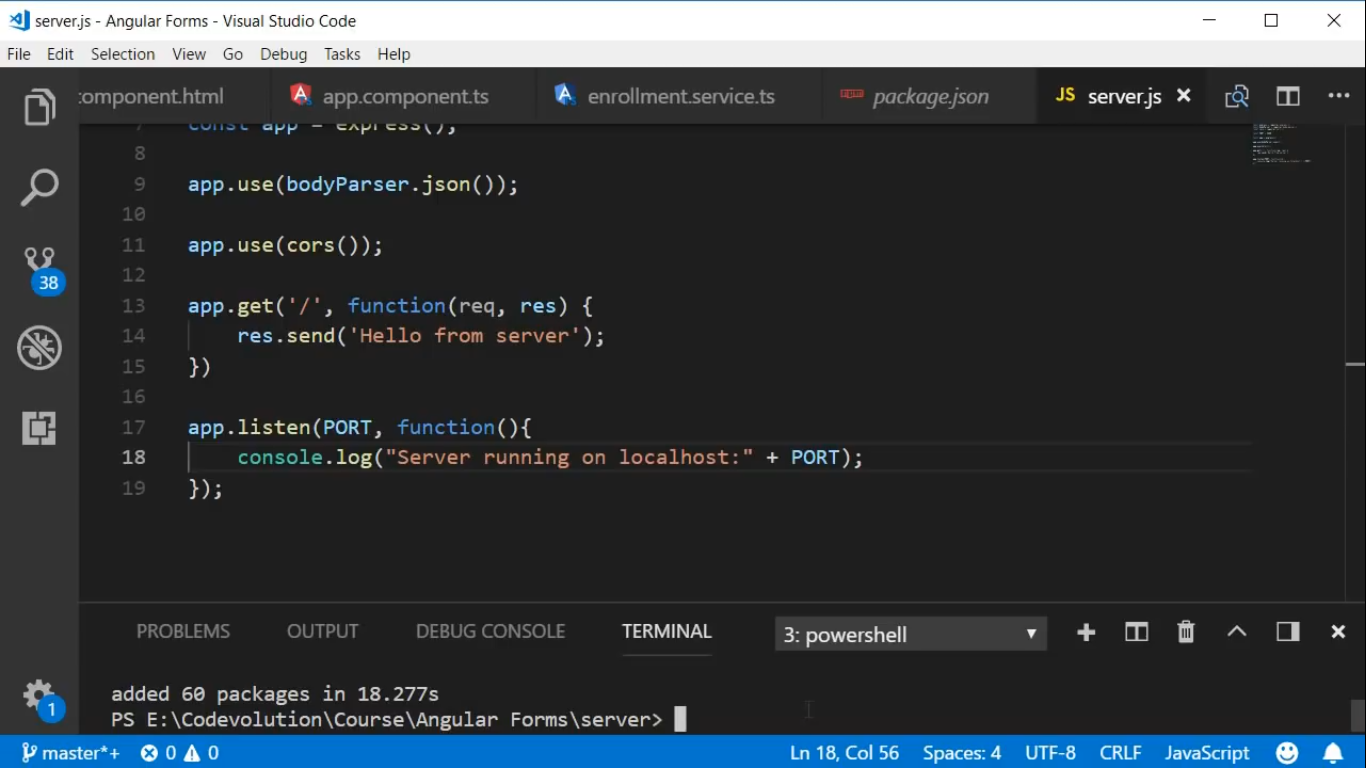 server.js - Angular Forms - Visual Studio Code
File Edit Selection View Go Debug Tasks Help
component.html app.component.ts enrollment.service.ts package.json JS server.js
7 const app = express();
8
9 app.use(bodyParser.json());
10
11 app.use(cors());
12
13 app.get('/', function(req, res) {
14 res.send('Hello from server');
15 })
16
17 app.listen(PORT, function(){
18 console.log("Server running on localhost:" + PORT);
19 });
38
PROBLEMS OUTPUT DEBUG CONSOLE TERMINAL 3: powershell
added 60 packages in 18.277s
PS E:\Codevolution\Course\Angular Forms\server>
1
master*+ 0 0 Ln 18, Col 56 Spaces: 4 UTF-8 CRLF JavaScript